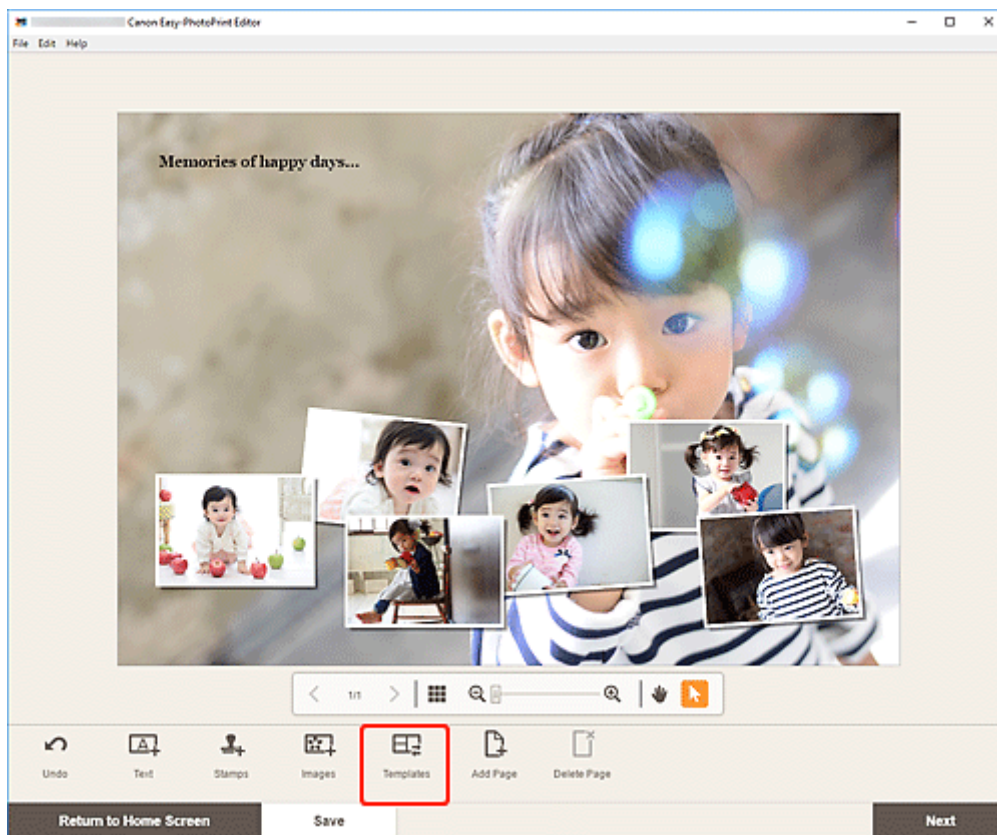 Canon Easy-PhotoPrint Editor
File Edit Help
Memories of happy days...
1/1
Undo Text Stamps Images Templates Add Page Delete Page
Return to Home Screen Save Next